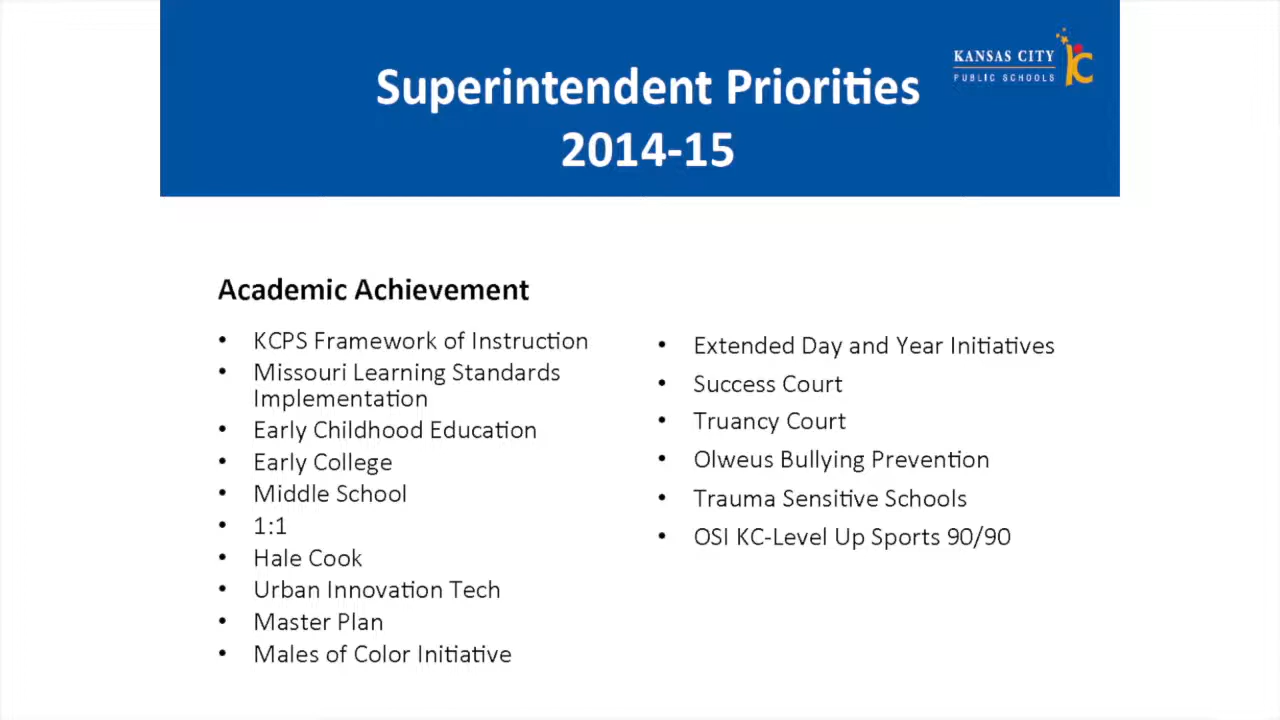 Superintendent Priorities
2014-15
KANSAS CITY
PUBLIC SCHOOLS
KC
Academic Achievement
• KCPS Framework of Instruction
• Missouri Learning Standards
Implementation
• Early Childhood Education
• Early College
• Middle School
• 1:1
• Hale Cook
• Urban Innovation Tech
• Master Plan
• Males of Color Initiative
• Extended Day and Year Initiatives
• Success Court
• Truancy Court
• Olweus Bullying Prevention
• Trauma Sensitive Schools
• OSI KC-Level Up Sports 90/90